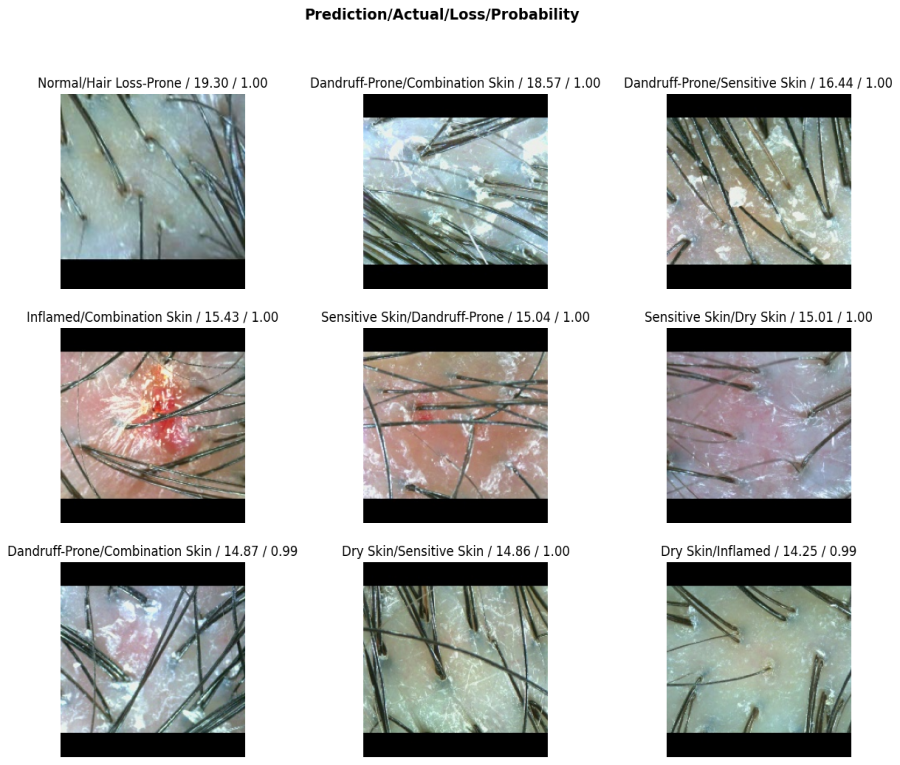 Prediction/Actual/Loss/Probability
Normal/Hair Loss-Prone / 19.30 / 1.00
Dandruff-Prone/Combination Skin / 18.57 / 1.00
Dandruff-Prone/Sensitive Skin / 16.44 / 1.00
Inflamed/Combination Skin / 15.43 / 1.00
Sensitive Skin/Dandruff-Prone / 15.04 / 1.00
Sensitive Skin/Dry Skin / 15.01 / 1.00
Dandruff-Prone/Combination Skin / 14.87 / 0.99
Dry Skin/Sensitive Skin / 14.86 / 1.00
Dry Skin/Inflamed / 14.25 / 0.99